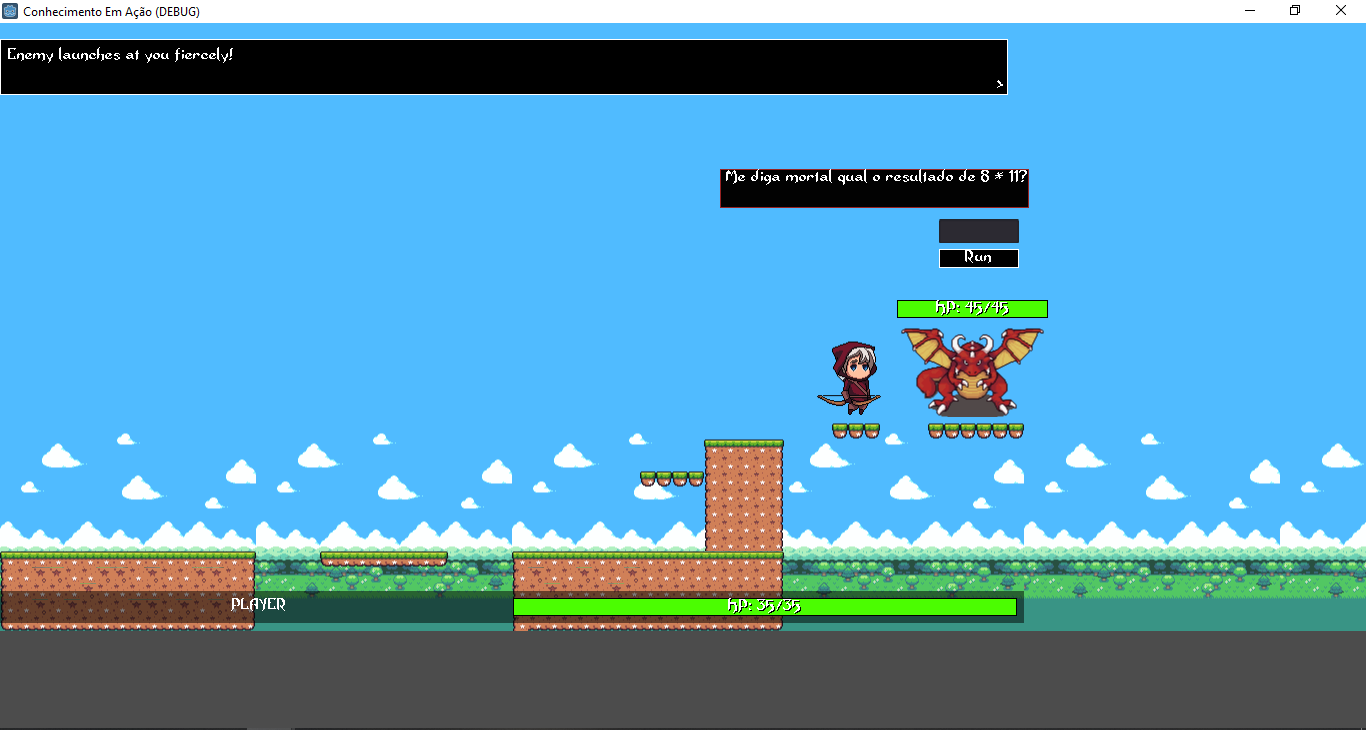 Conhecimento Em Ação (DEBUG)
Enemy launches at you fiercely!
>
Me diga mortal qual o resultado de 8 * 11?
Run
HP: 45/45
PLAYER
HP: 35/35